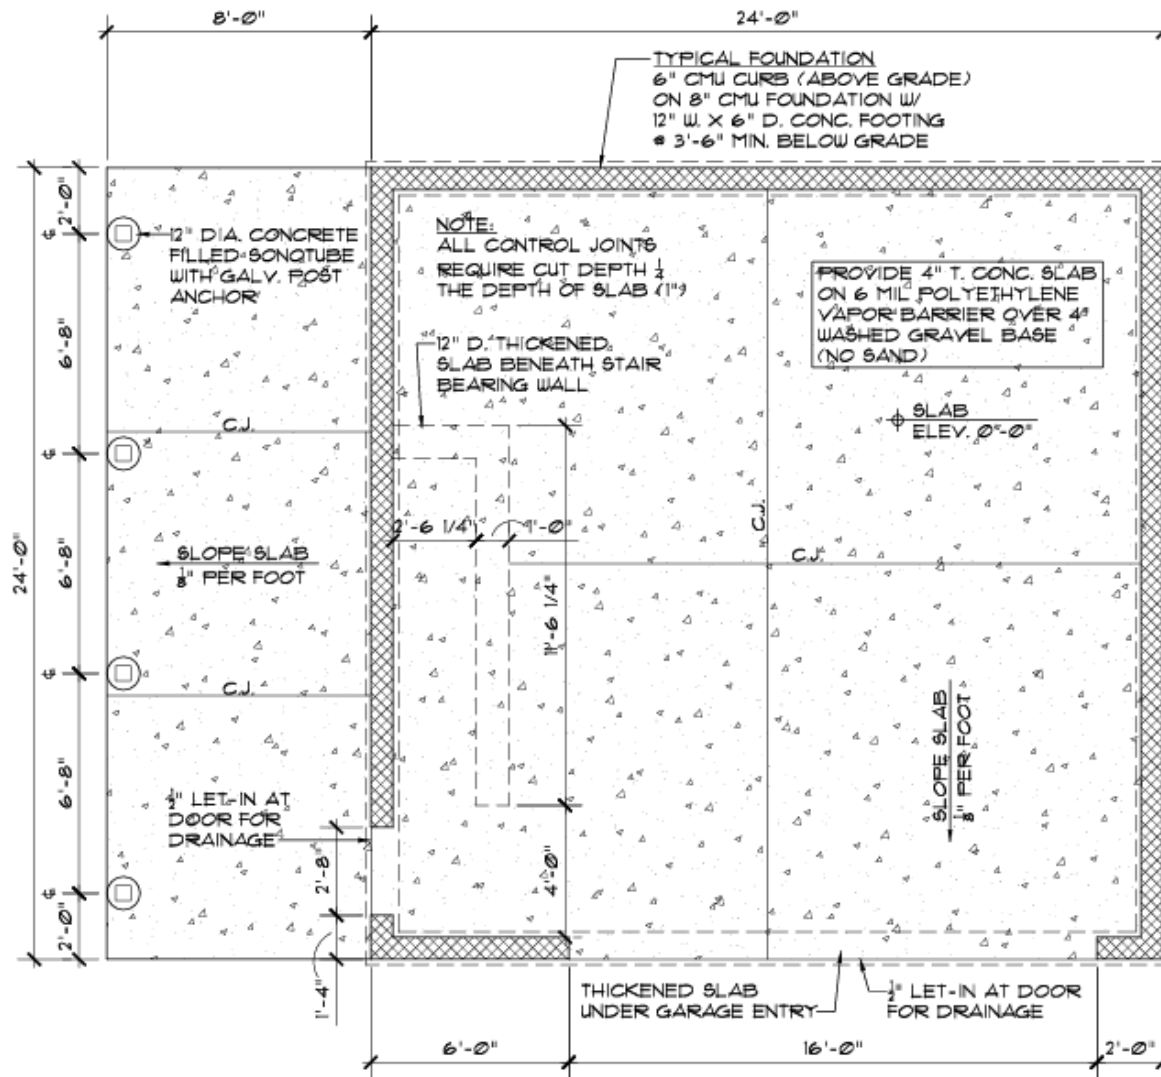 8'-0"
24'-0"
TYPICAL FOUNDATION
6" CMU CURB (ABOVE GRADE)
ON 8" CMU FOUNDATION W/
12" W. X 6" D. CONC. FOOTING
@ 3'-6" MIN. BELOW GRADE
2'-0"
12" DIA. CONCRETE
FILLED SONOTUBE
WITH GALV. POST
ANCHOR
NOTE:
ALL CONTROL JOINTS
REQUIRE CUT DEPTH 1/4
THE DEPTH OF SLAB (1")
PROVIDE 4" T. CONC. SLAB
ON 6 MIL POLYETHYLENE
VAPOR BARRIER OVER 4"
WASHED GRAVEL BASE
(NO SAND)
6'-8"
12" D. THICKENED
SLAB BENEATH STAIR
BEARING WALL
SLAB
ELEV. 0"-0"
C.J.
2'-6 1/4"
1'-0"
C.J.
C.J.
24'-0"
6'-8"
SLOPE SLAB
1/8" PER FOOT
11'-6 1/4"
C.J.
SLOPE SLAB
1/8" PER FOOT
6'-8"
1/2" LET-IN AT
DOOR FOR
DRAINAGE
2'-8"
4'-0"
2'-0"
1'-4"
THICKENED SLAB
UNDER GARAGE ENTRY
1/2" LET-IN AT DOOR
FOR DRAINAGE
6'-0"
16'-0"
2'-0"